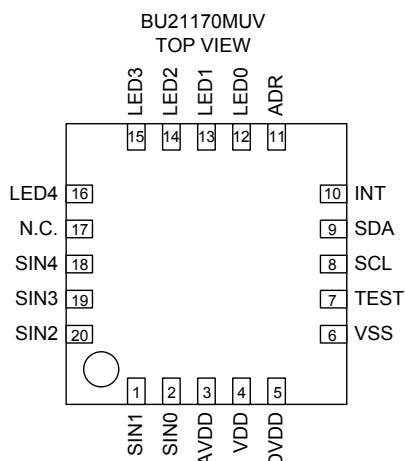 BU21170MUV
TOP VIEW
LED3 LED2 LED1 LED0 ADR
15 14 13 12 11
LED4 16 10 INT
N.C. 17 9 SDA
SIN4 18 8 SCL
SIN3 19 7 TEST
SIN2 20 6 VSS
1 2 3 4 5
SIN1 SIN0 AVDD VDD DVDD